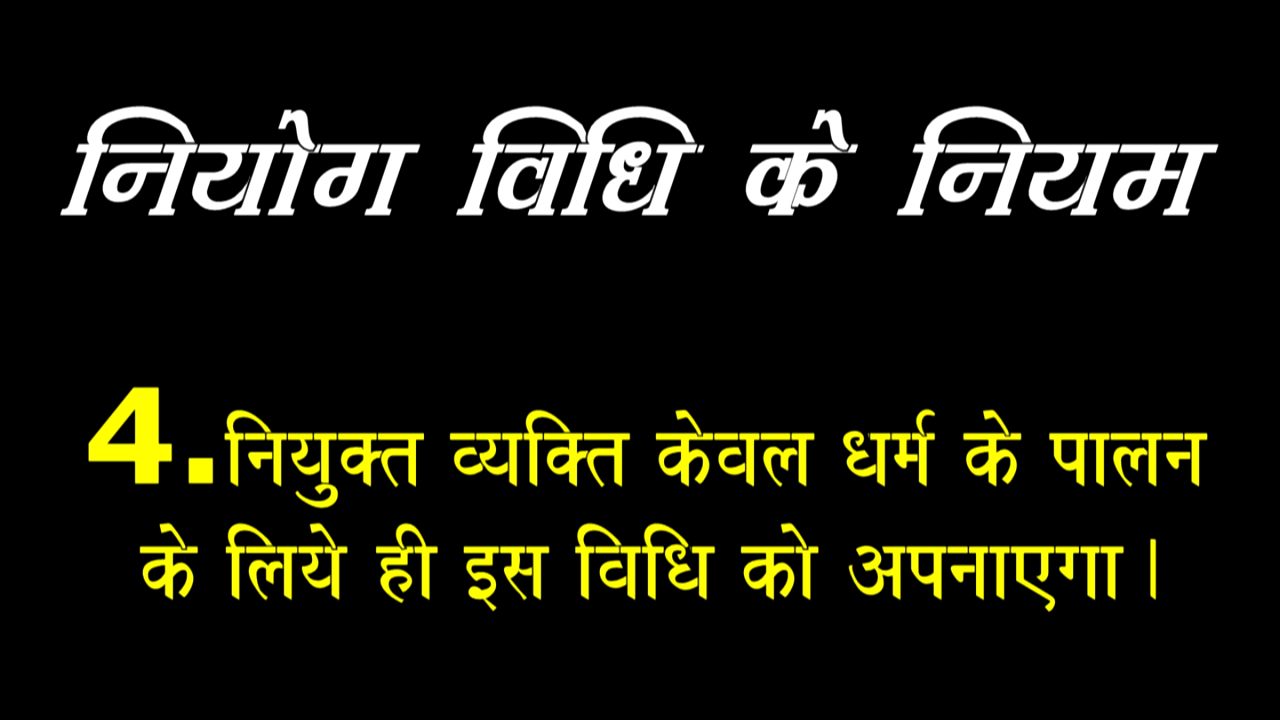 नियोग विधि के नियम
4.नियुक्त व्यक्ति केवल धर्म के पालन
के लिये ही इस विधि को अपनाएगा।